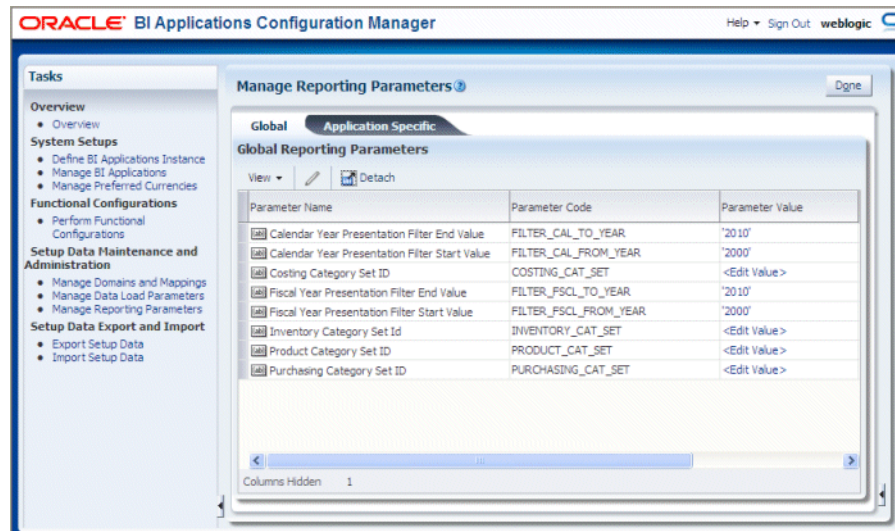 ORACLE BI Applications Configuration Manager
Help Sign Out weblogic
Tasks
Overview
Overview
System Setups
Define BI Applications Instance
Manage BI Applications
Manage Preferred Currencies
Functional Configurations
Perform Functional
Configurations
Setup Data Maintenance and
Administration
Manage Domains and Mappings
Manage Data Load Parameters
Manage Reporting Parameters
Setup Data Export and Import
Export Setup Data
Import Setup Data
Manage Reporting Parameters
Done
Global Application Specific
Global Reporting Parameters
View Detach
Parameter Name Parameter Code Parameter Value
Calendar Year Presentation Filter End Value FILTER_CAL_TO_YEAR '2010'
Calendar Year Presentation Filter Start Value FILTER_CAL_FROM_YEAR '2000'
Costing Category Set ID COSTING_CAT_SET <Edit Value>
Fiscal Year Presentation Filter End Value FILTER_FSCL_TO_YEAR '2010'
Fiscal Year Presentation Filter Start Value FILTER_FSCL_FROM_YEAR '2000'
Inventory Category Set Id INVENTORY_CAT_SET <Edit Value>
Product Category Set ID PRODUCT_CAT_SET <Edit Value>
Purchasing Category Set ID PURCHASING_CAT_SET <Edit Value>
Columns Hidden 1